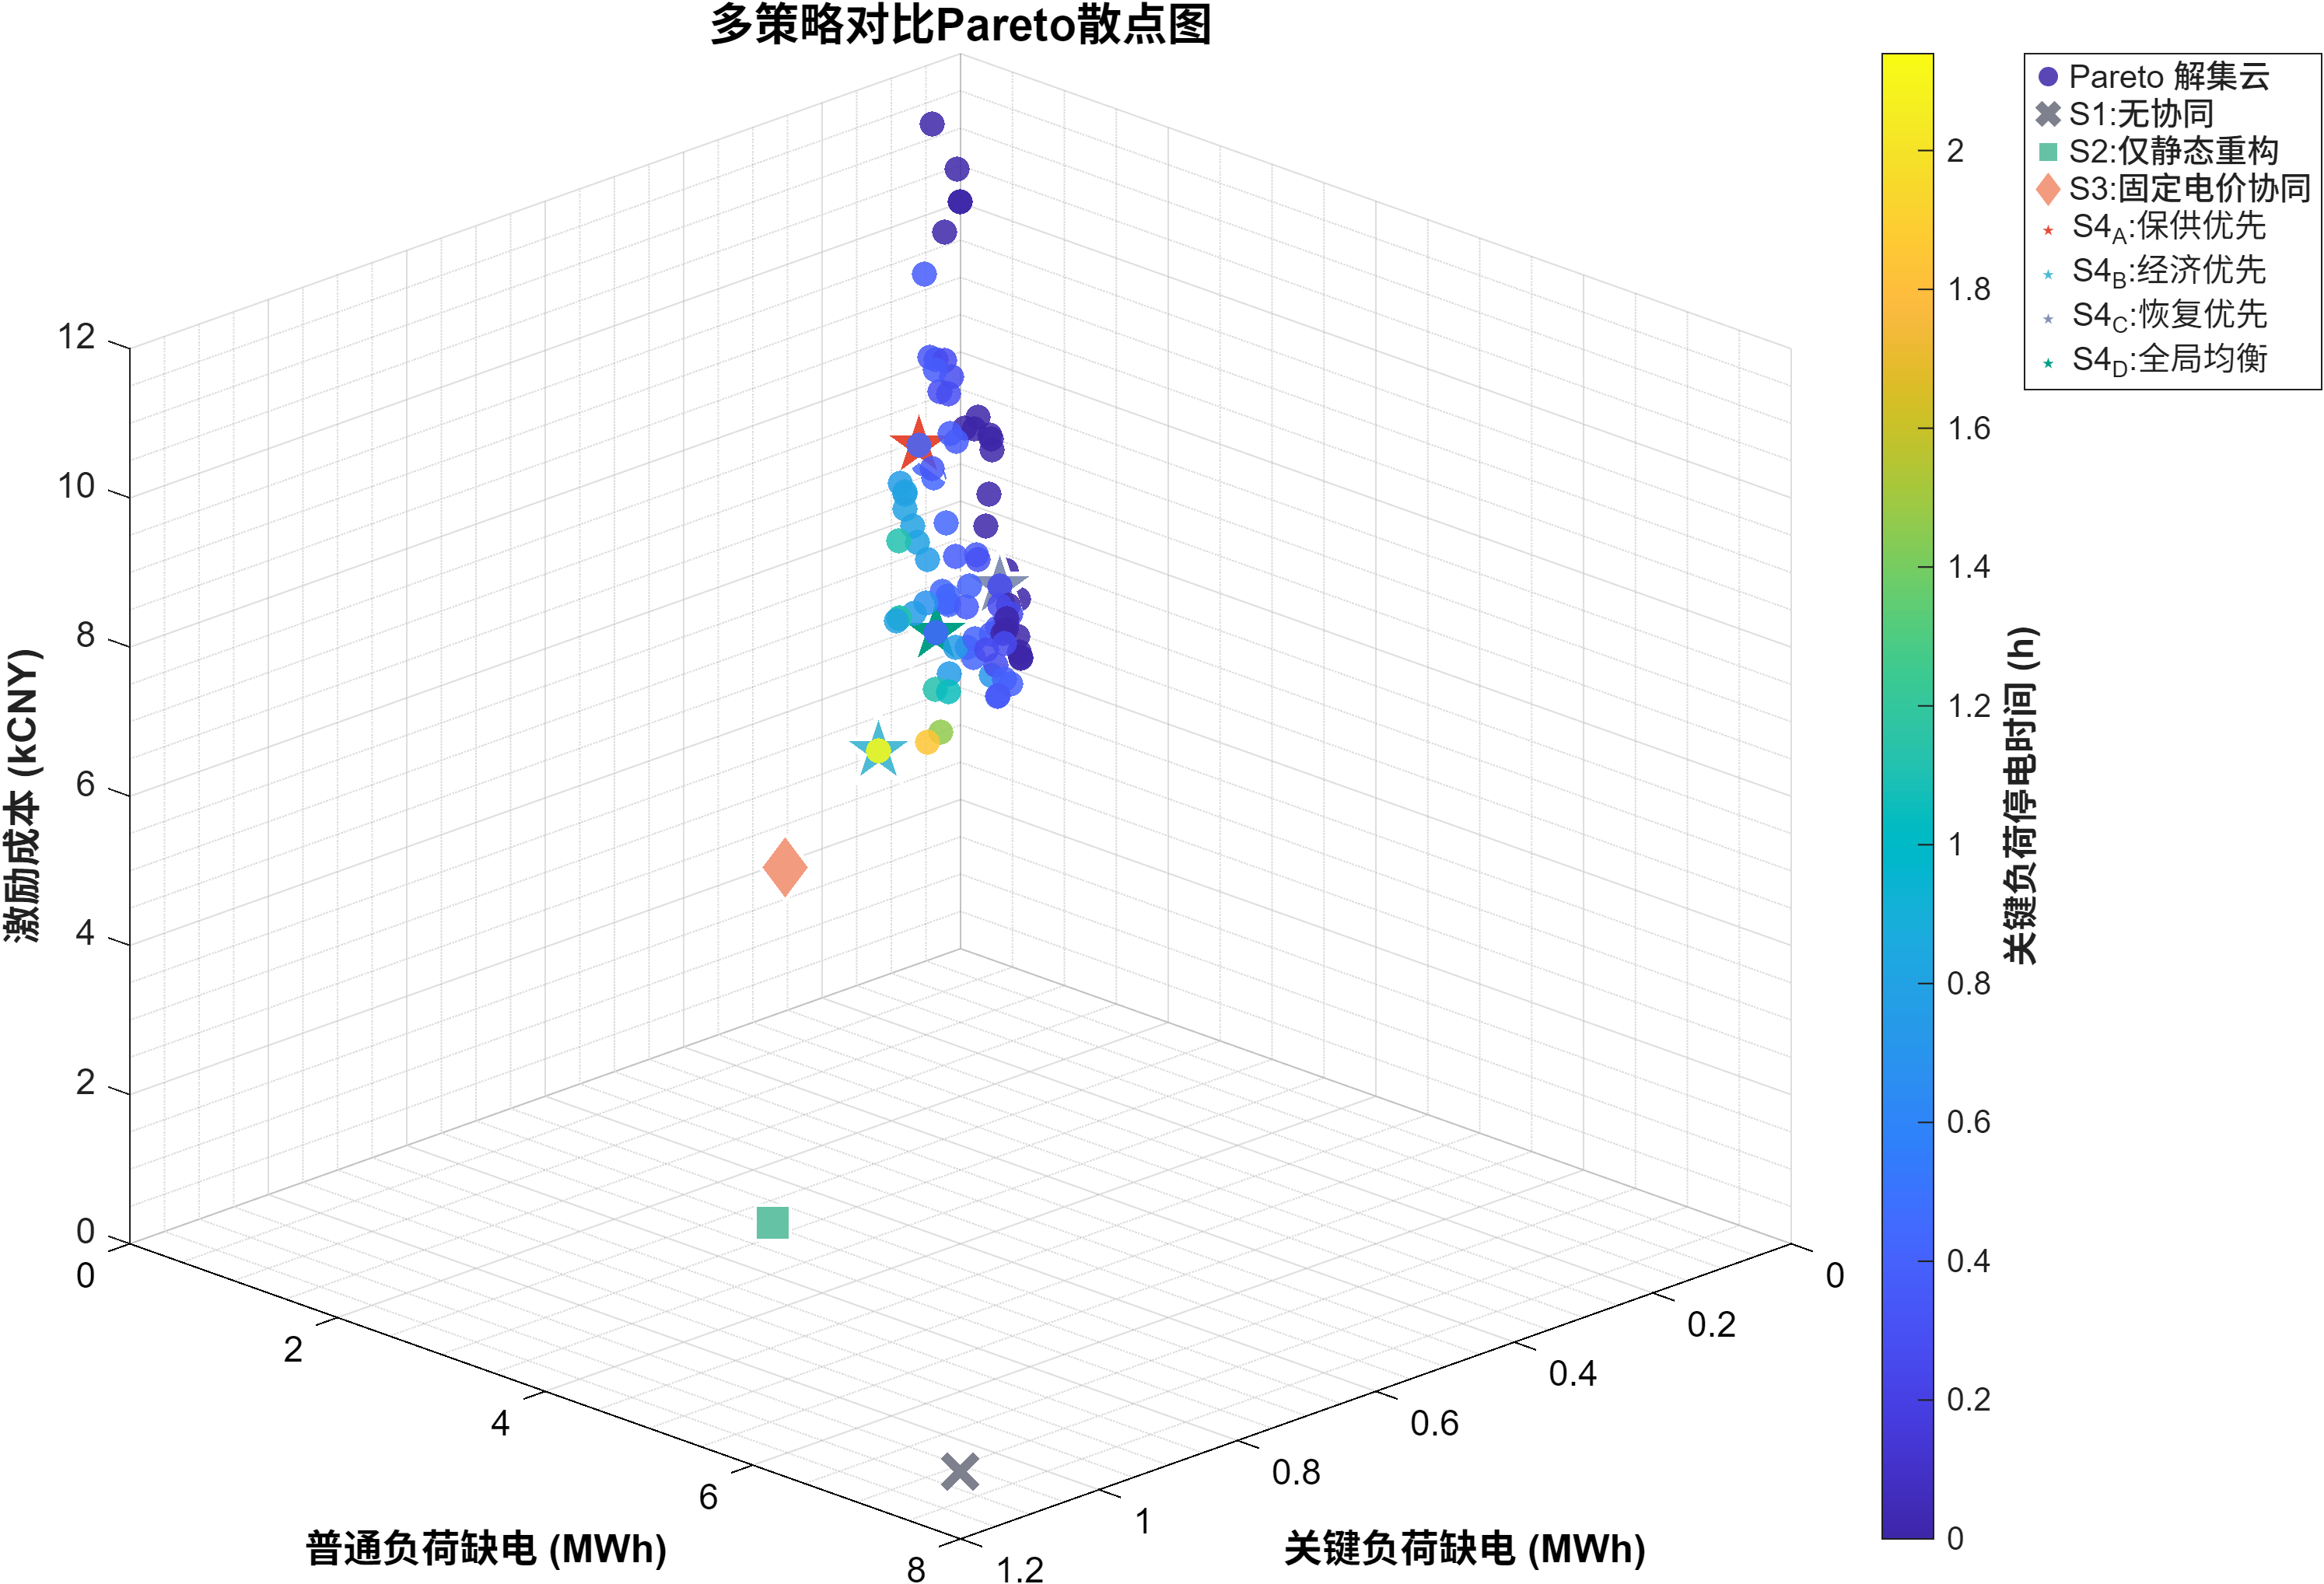 多策略对比Pareto散点图
12
10
8
6
4
2
0
激励成本 (kCNY)
0
2
4
6
8
普通负荷缺电 (MWh)
1.2
1
0.8
0.6
0.4
0.2
0
关键负荷缺电 (MWh)
2
1.8
1.6
1.4
1.2
1
0.8
0.6
0.4
0.2
0
关键负荷停电时间 (h)
Pareto 解集云
S1:无协同
S2:仅静态重构
S3:固定电价协同
S4A:保供优先
S4B:经济优先
S4C:恢复优先
S4D:全局均衡